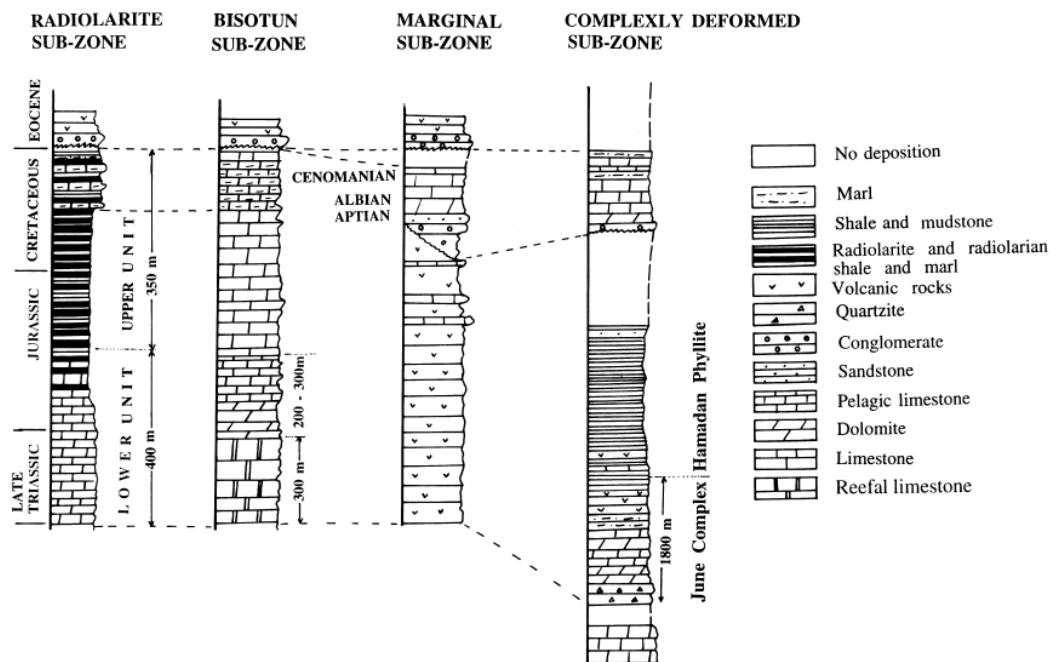 RADIOLARITE
SUB-ZONE
BISOTUN
SUB-ZONE
MARGINAL
SUB-ZONE
COMPLEXLY DEFORMED
SUB-ZONE
EOCENE
CRETACEOUS
JURASSIC
LATE
TRIASSIC
UPPER UNIT
350 m
LOWER UNIT
400 m
200 - 300m
300 m
CENOMANIAN
ALBIAN
APTIAN
Hamadan Phyllite
June Complex
1800 m
No deposition
Marl
Shale and mudstone
Radiolarite and radiolarian
shale and marl
Volcanic rocks
Quartzite
Conglomerate
Sandstone
Pelagic limestone
Dolomite
Limestone
Reefal limestone